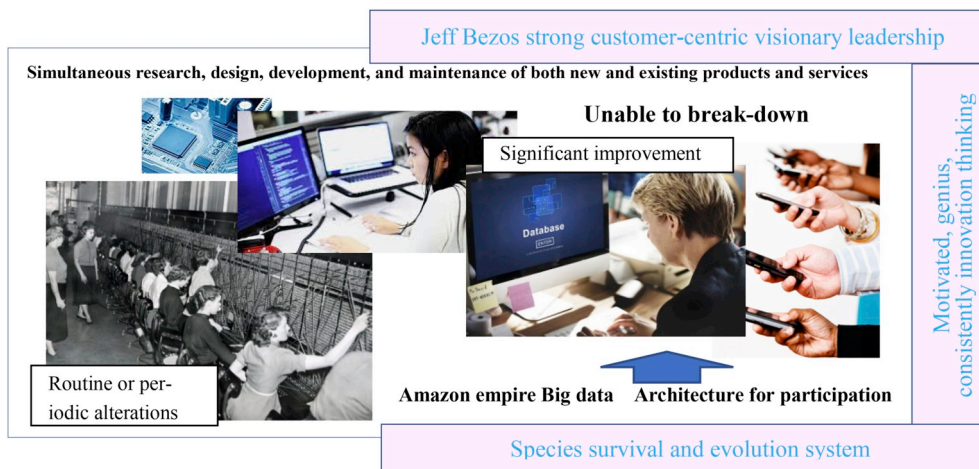 Jeff Bezos strong customer-centric visionary leadership
Simultaneous research, design, development, and maintenance of both new and existing products and services
Unable to break-down
Significant improvement
Database
ENTER
Routine or per-
iodic alterations
Amazon empire Big data
Architecture for participation
Motivated, genius,
consistently innovation thinking
Species survival and evolution system